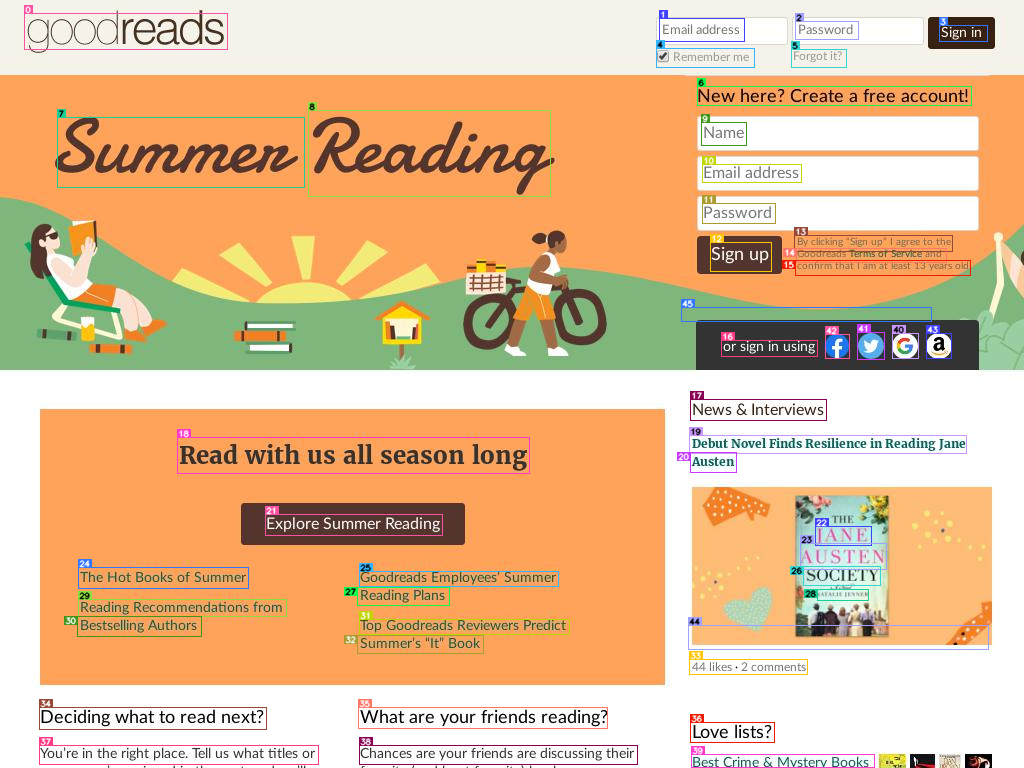 goodreads
Email address
Password
Sign in
Remember me
Forgot it?
New here? Create a free account!
Name
Email address
Password
Sign up
By clicking “Sign up” I agree to the
Goodreads Terms of Service and
confirm that I am at least 13 years old
or sign in using
Summer Reading
Read with us all season long
Explore Summer Reading
The Hot Books of Summer
Reading Recommendations from
Bestselling Authors
Goodreads Employees’ Summer
Reading Plans
Top Goodreads Reviewers Predict
Summer’s “It” Book
News & Interviews
Debut Novel Finds Resilience in Reading Jane
Austen
THE
JANE
AUSTEN
SOCIETY
NATALIE JENNER
44 likes · 2 comments
Deciding what to read next?
You’re in the right place. Tell us what titles or
What are your friends reading?
Chances are your friends are discussing their
Love lists?
Best Crime & Mystery Books